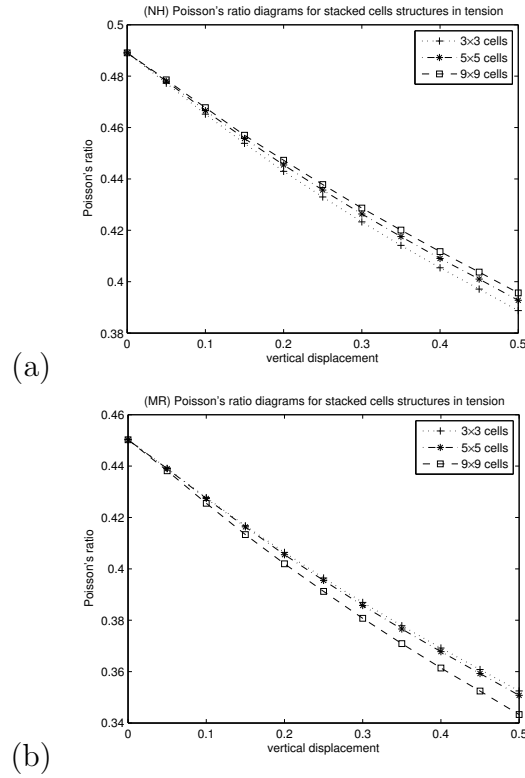 (NH) Poisson's ratio diagrams for stacked cells structures in tension
0.5
0.48
0.46
0.44
0.42
0.4
0.38
Poisson's ratio
3×3 cells
5×5 cells
9×9 cells
0
0.1
0.2
0.3
0.4
0.5
vertical displacement
(a)
(MR) Poisson's ratio diagrams for stacked cells structures in tension
0.46
0.44
0.42
0.4
0.38
0.36
0.34
Poisson's ratio
3×3 cells
5×5 cells
9×9 cells
0
0.1
0.2
0.3
0.4
0.5
vertical displacement
(b)